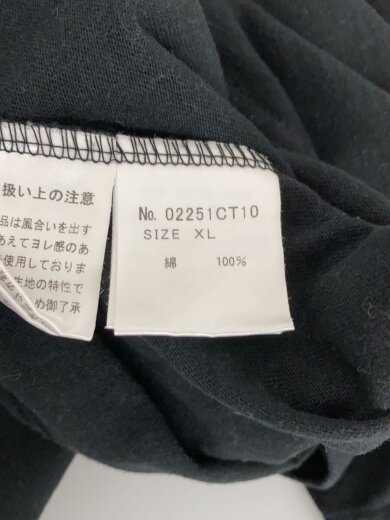 扱い上の注意
品は風合いを出す
あえてヨレ感のあ
使用しておりま
生地の特性で
め御了承
No. 02251CT10
SIZE XL
綿 100%